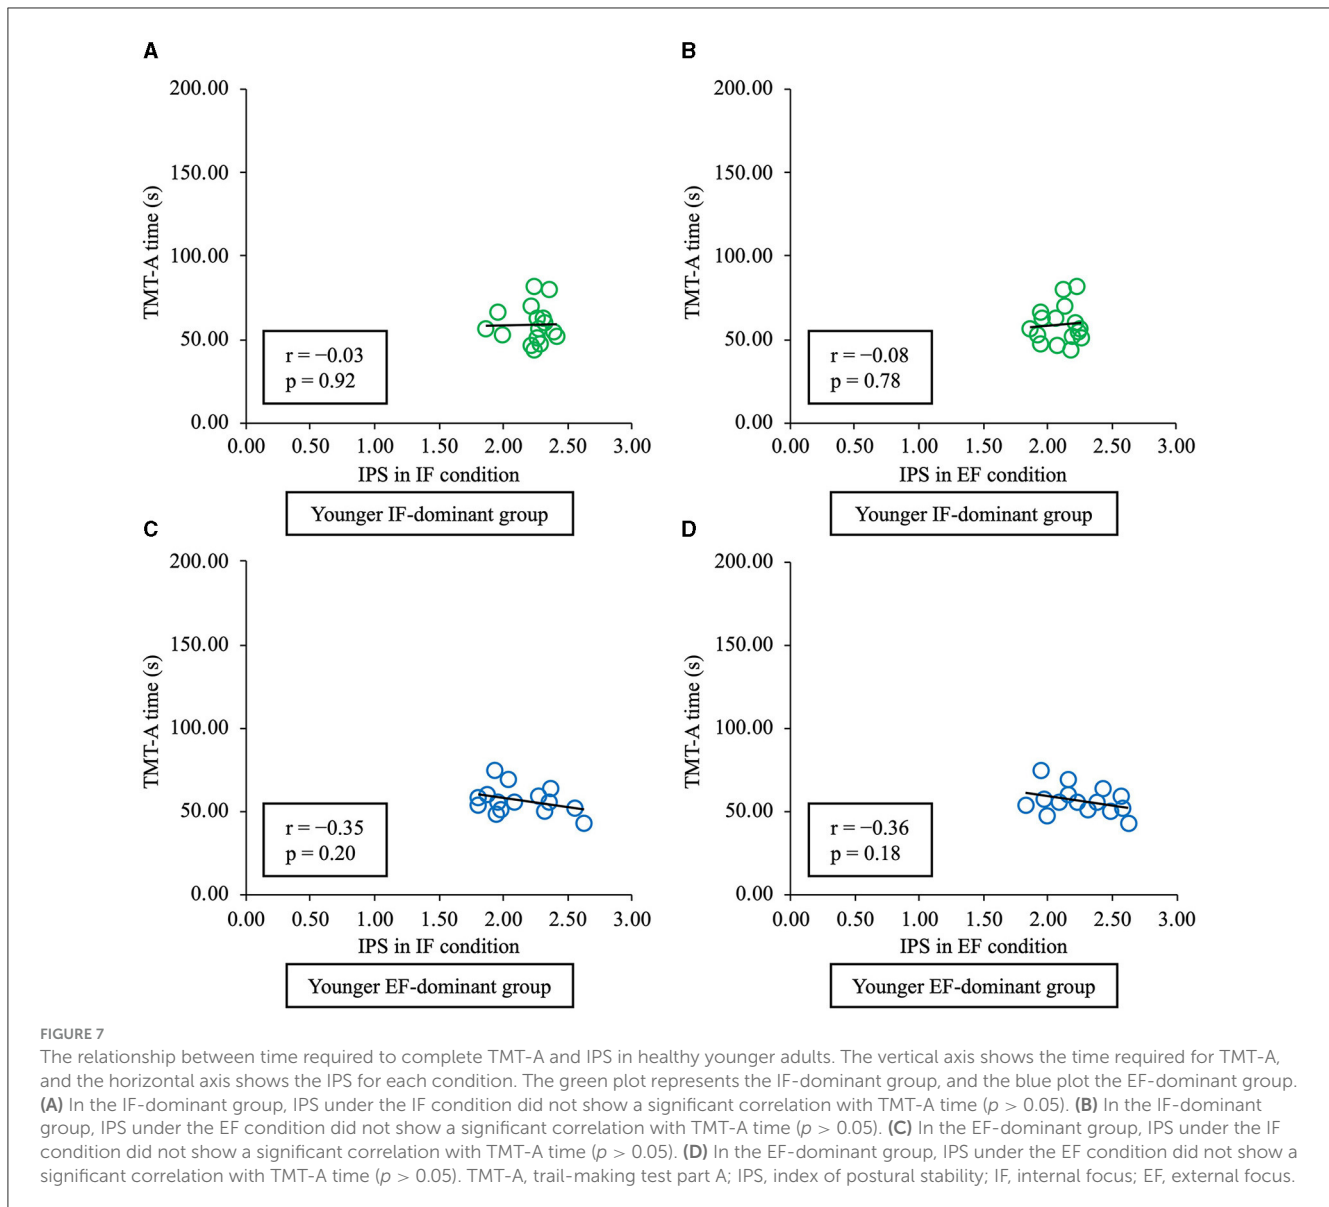 A
200.00
150.00
100.00
50.00
0.00
TMT-A time (s)
r = −0.03
p = 0.92
0.00 0.50 1.00 1.50 2.00 2.50 3.00
IPS in IF condition
Younger IF-dominant group
B
200.00
150.00
100.00
50.00
0.00
TMT-A time (s)
r = −0.08
p = 0.78
0.00 0.50 1.00 1.50 2.00 2.50 3.00
IPS in EF condition
Younger IF-dominant group
C
200.00
150.00
100.00
50.00
0.00
TMT-A time (s)
r = −0.35
p = 0.20
0.00 0.50 1.00 1.50 2.00 2.50 3.00
IPS in IF condition
Younger EF-dominant group
D
200.00
150.00
100.00
50.00
0.00
TMT-A time (s)
r = −0.36
p = 0.18
0.00 0.50 1.00 1.50 2.00 2.50 3.00
IPS in EF condition
Younger EF-dominant group
FIGURE 7
The relationship between time required to complete TMT-A and IPS in healthy younger adults. The vertical axis shows the time required for TMT-A,
and the horizontal axis shows the IPS for each condition. The green plot represents the IF-dominant group, and the blue plot the EF-dominant group.
(A) In the IF-dominant group, IPS under the IF condition did not show a significant correlation with TMT-A time (p > 0.05). (B) In the IF-dominant
group, IPS under the EF condition did not show a significant correlation with TMT-A time (p > 0.05). (C) In the EF-dominant group, IPS under the IF
condition did not show a significant correlation with TMT-A time (p > 0.05). (D) In the EF-dominant group, IPS under the EF condition did not show a
significant correlation with TMT-A time (p > 0.05). TMT-A, trail-making test part A; IPS, index of postural stability; IF, internal focus; EF, external focus.